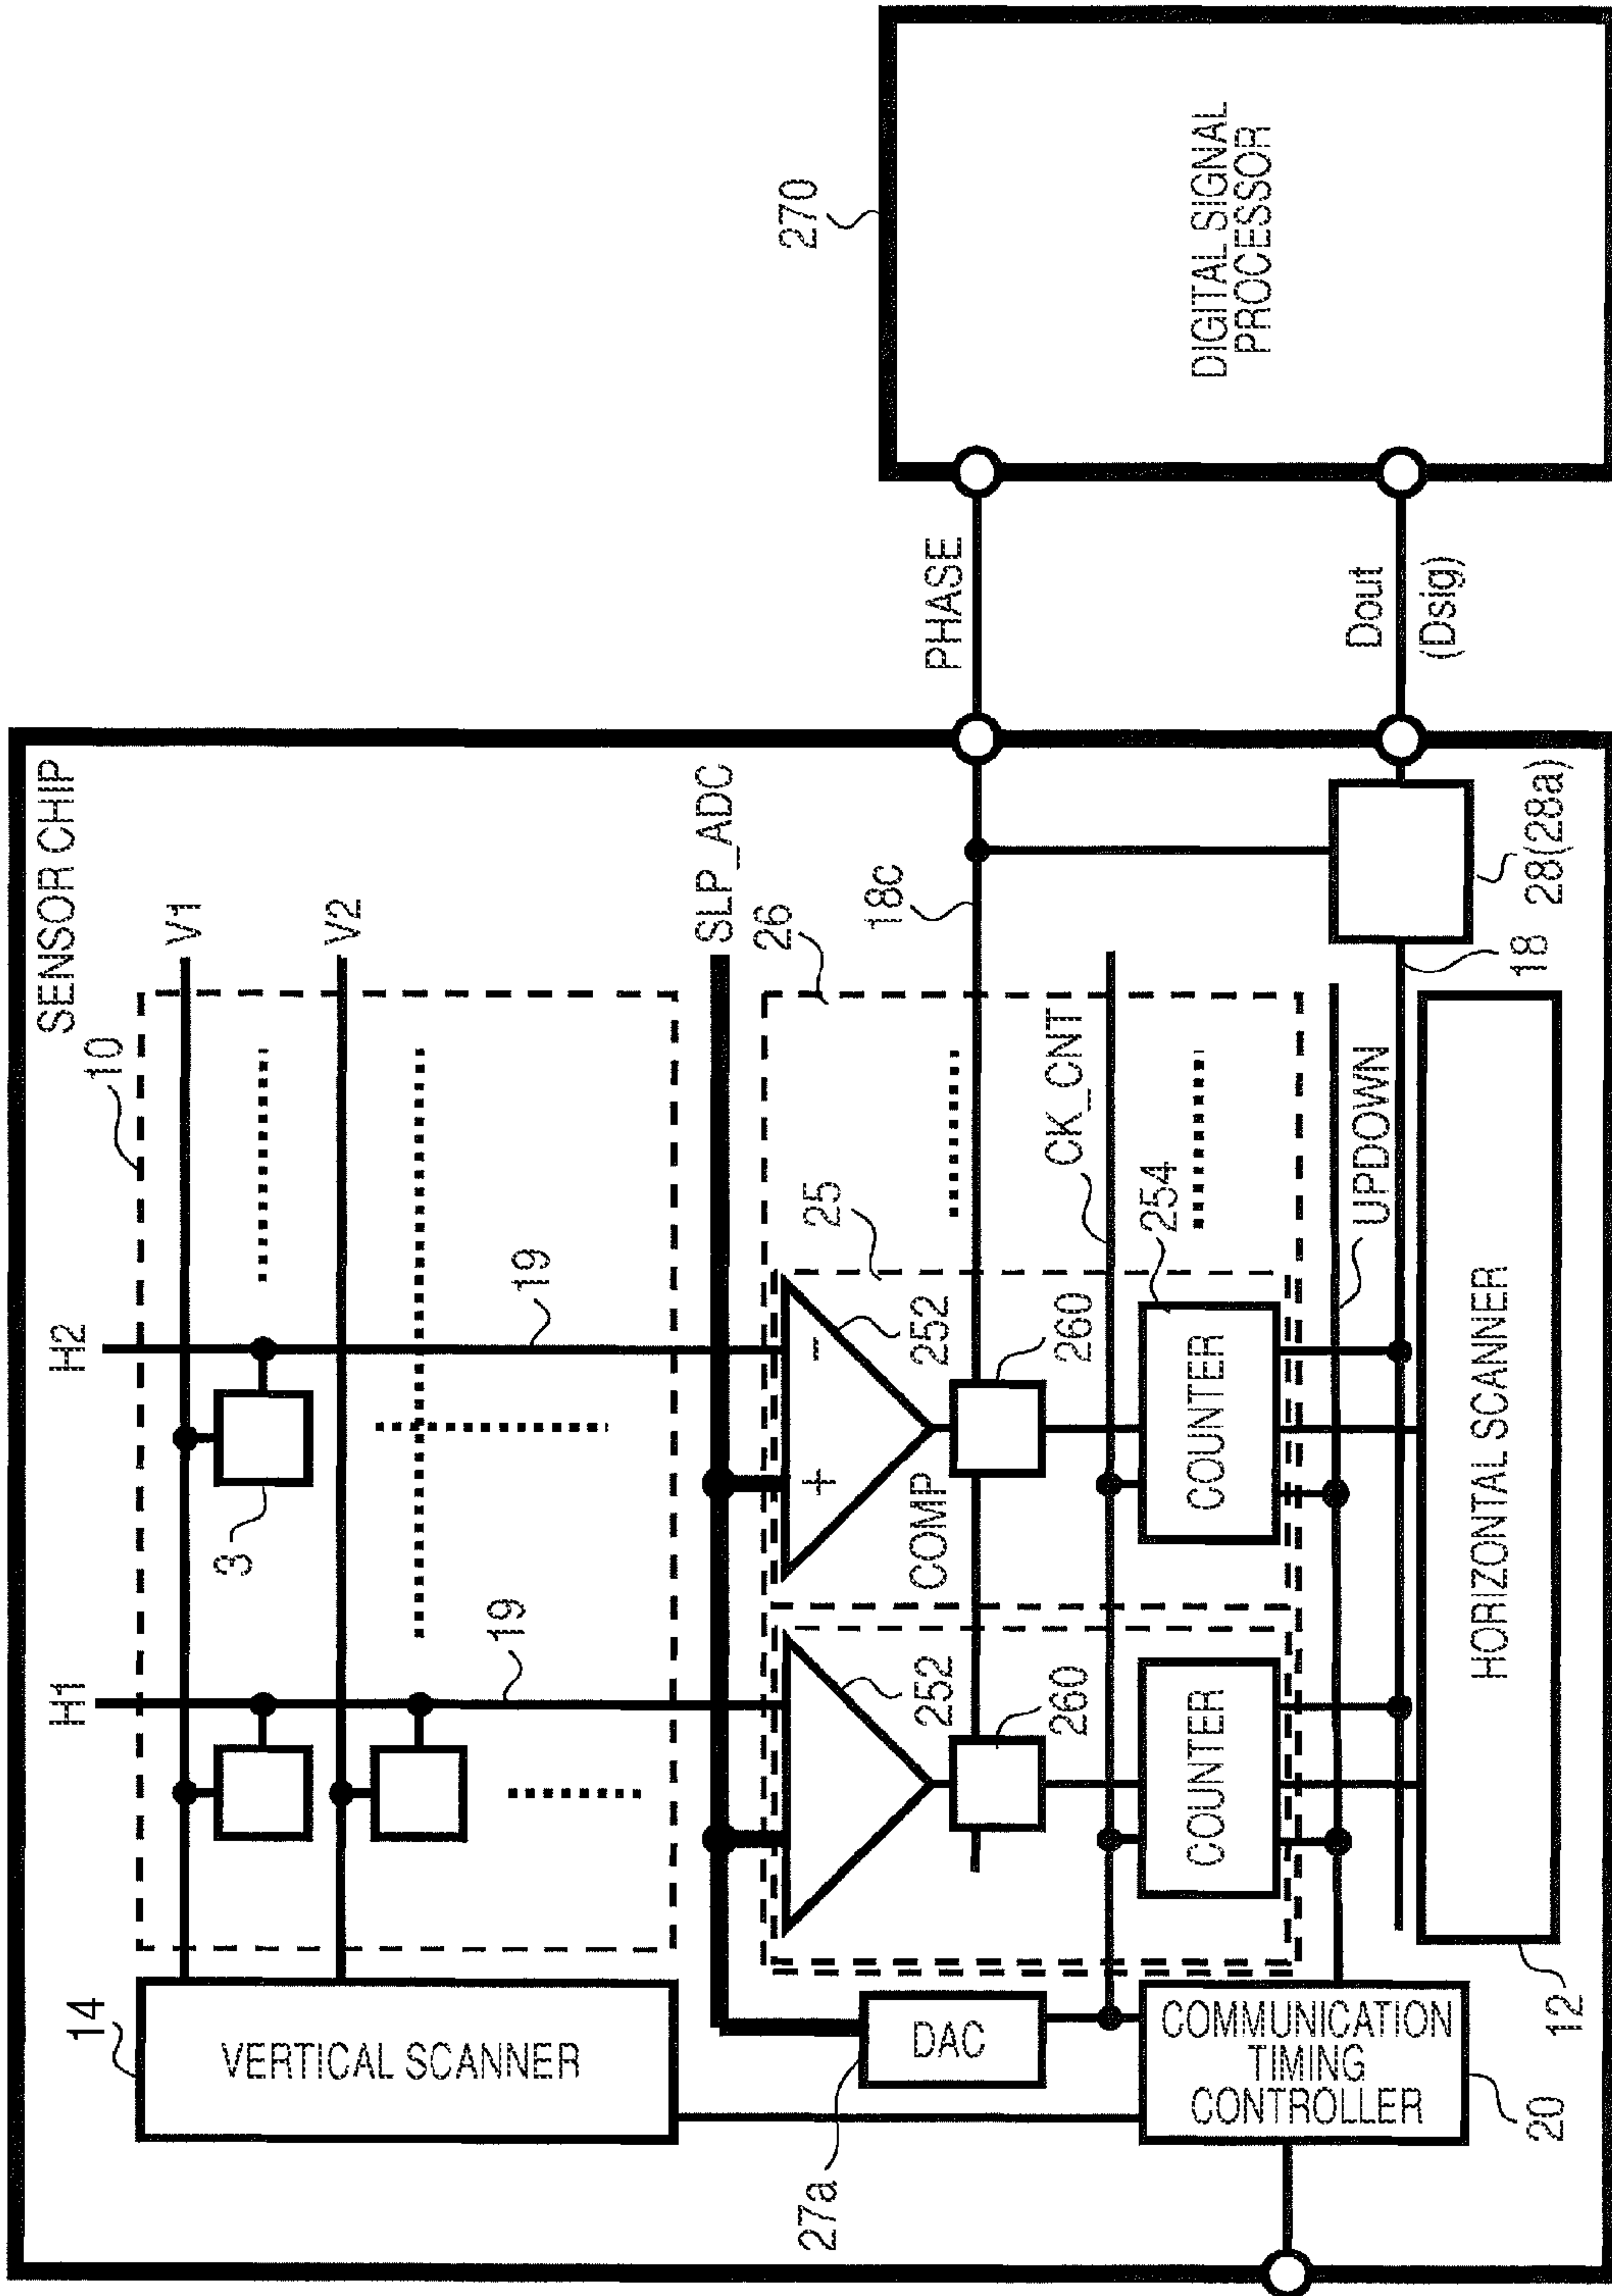 SENSOR CHIP
14
VERTICAL SCANNER
H1
H2
10
V1
V2
3
19
19
SLP_ADC
27a
DAC
252
252
+
-
25
26
COMP
260
260
18c
PHASE
270
DIGITAL SIGNAL
PROCESSOR
CK_CNT
COUNTER
COUNTER
254
COMMUNICATION
TIMING
CONTROLLER
20
UPDOWN
HORIZONTAL SCANNER
12
18
28(28a)
Dout
(Dsig)